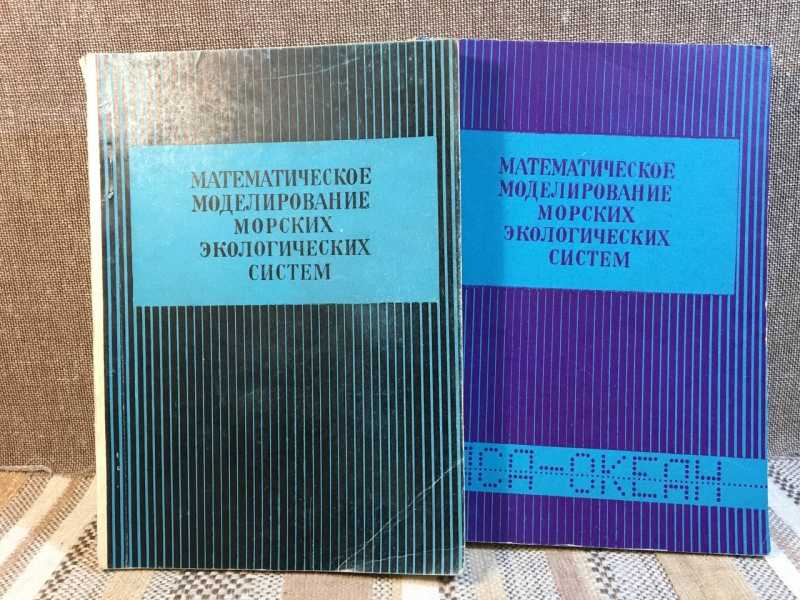 МАТЕМАТИЧЕСКОЕ
МОДЕЛИРОВАНИЕ
МОРСКИХ
ЭКОЛОГИЧЕСКИХ
СИСТЕМ
МАТЕМАТИЧЕСКОЕ
МОДЕЛИРОВАНИЕ
МОРСКИХ
ЭКОЛОГИЧЕСКИХ
СИСТЕМ
-ОКЕАН